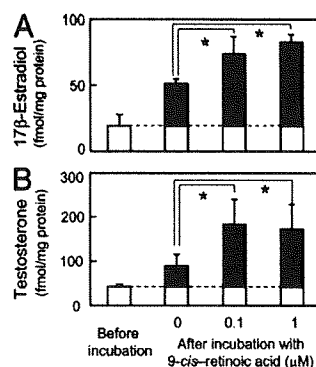 A
17β-Estradiol
(fmol/mg protein)
100
50
0
*
*
B
Testosterone
(fmol/mg protein)
300
200
100
0
*
*
Before
incubation
0
0.1
1
After incubation with
9-cis–retinoic acid (μM)